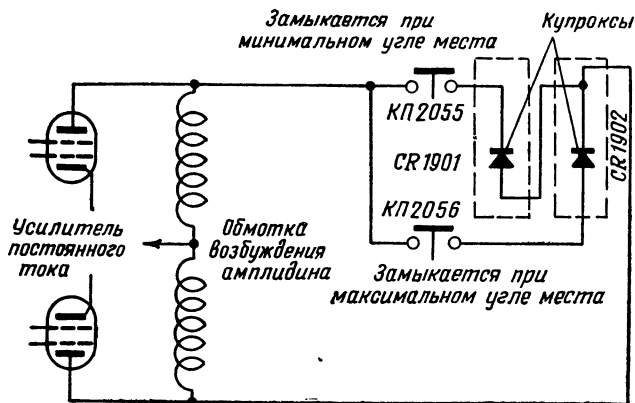 Замыкается при
минимальном угле места
Купроксы
КП2055
CR1901
CR1902
КП2056
Усилитель
постоянного
тока
Обмотка
возбуждения
амплидина
Замыкается при
максимальном угле места